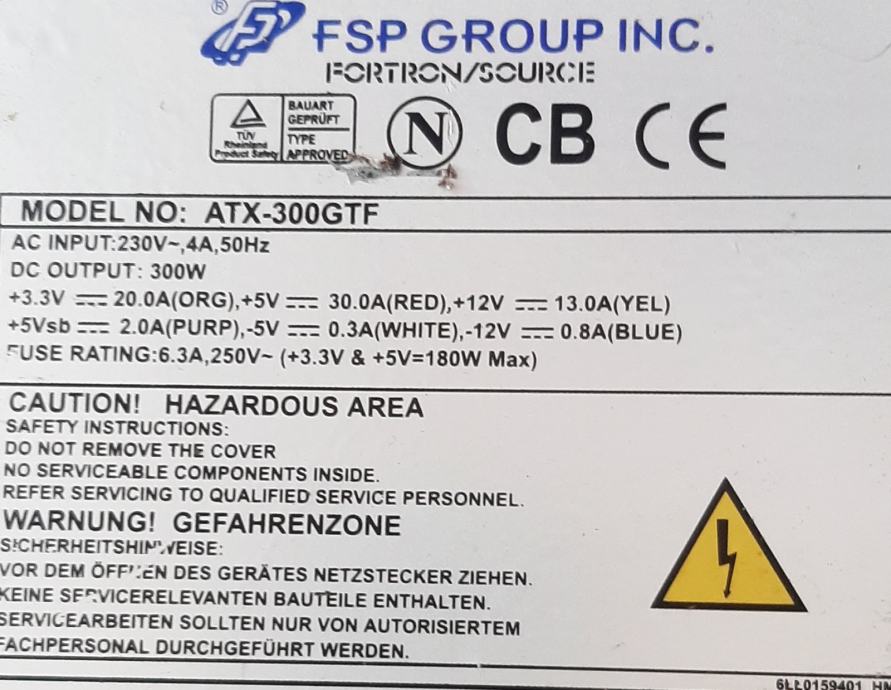 ® FSP GROUP INC.
FORTRON/SOURCE
TÜV Rheinland Product Safety BAUART GEPRÜFT TYPE APPROVED N CB CE
MODEL NO: ATX-300GTF
AC INPUT:230V~,4A,50Hz
DC OUTPUT: 300W
+3.3V ⎓ 20.0A(ORG),+5V ⎓ 30.0A(RED),+12V ⎓ 13.0A(YEL)
+5Vsb ⎓ 2.0A(PURP),-5V ⎓ 0.3A(WHITE),-12V ⎓ 0.8A(BLUE)
FUSE RATING:6.3A,250V~ (+3.3V & +5V=180W Max)
CAUTION! HAZARDOUS AREA
SAFETY INSTRUCTIONS:
DO NOT REMOVE THE COVER
NO SERVICEABLE COMPONENTS INSIDE.
REFER SERVICING TO QUALIFIED SERVICE PERSONNEL.
WARNUNG! GEFAHRENZONE
SICHERHEITSHINWEISE:
VOR DEM ÖFFNEN DES GERÄTES NETZSTECKER ZIEHEN.
KEINE SERVICERELEVANTEN BAUTEILE ENTHALTEN.
SERVICEARBEITEN SOLLTEN NUR VON AUTORISIERTEM
FACHPERSONAL DURCHGEFÜHRT WERDEN.